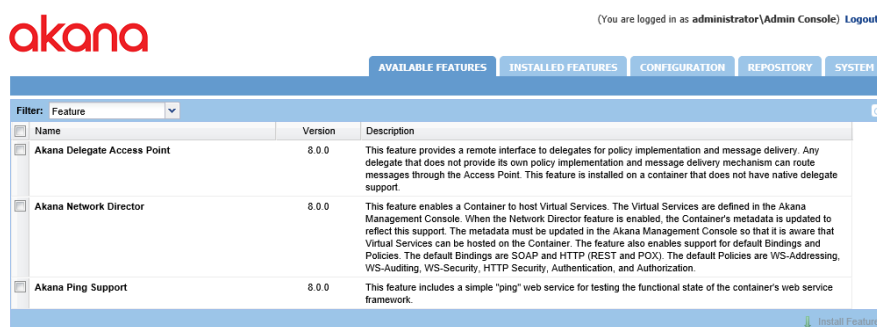 (You are logged in as administrator\Admin Console) Logout
akana
AVAILABLE FEATURES INSTALLED FEATURES CONFIGURATION REPOSITORY SYSTEM
Filter: Feature
Name Version Description
Akana Delegate Access Point 8.0.0 This feature provides a remote interface to delegates for policy implementation and message delivery. Any
delegate that does not provide its own policy implementation and message delivery mechanism can route
messages through the Access Point. This feature is installed on a container that does not have native delegate
support.
Akana Network Director 8.0.0 This feature enables a Container to host Virtual Services. The Virtual Services are defined in the Akana
Management Console. When the Network Director feature is enabled, the Container's metadata is updated to
reflect this support. The metadata must be updated in the Akana Management Console so that it is aware that
Virtual Services can be hosted on the Container. The feature also enables support for default Bindings and
Policies. The default Bindings are SOAP and HTTP (REST and POX). The default Policies are WS-Addressing,
WS-Auditing, WS-Security, HTTP Security, Authentication, and Authorization.
Akana Ping Support 8.0.0 This feature includes a simple "ping" web service for testing the functional state of the container's web service
framework.
Install Feature